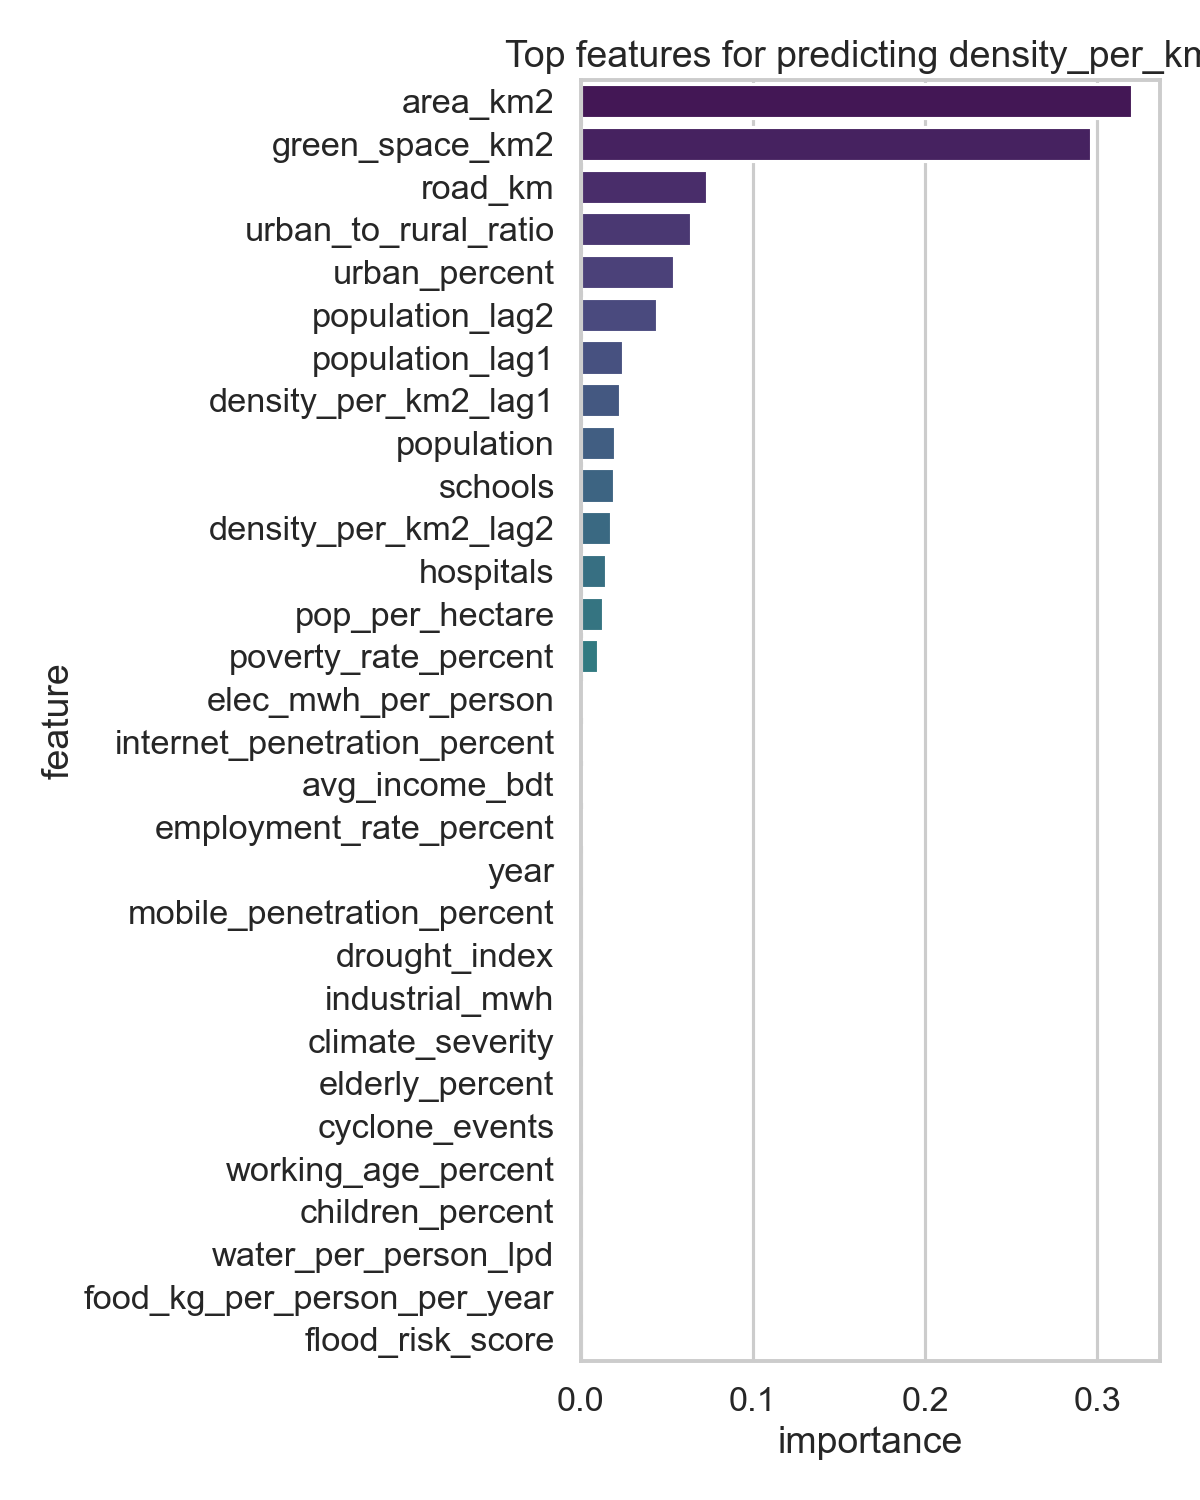 Top features for predicting density_per_km
area_km2
green_space_km2
road_km
urban_to_rural_ratio
urban_percent
population_lag2
population_lag1
density_per_km2_lag1
population
schools
density_per_km2_lag2
hospitals
pop_per_hectare
poverty_rate_percent
elec_mwh_per_person
internet_penetration_percent
avg_income_bdt
employment_rate_percent
year
mobile_penetration_percent
drought_index
industrial_mwh
climate_severity
elderly_percent
cyclone_events
working_age_percent
children_percent
water_per_person_lpd
food_kg_per_person_per_year
flood_risk_score
feature
0.0 0.1 0.2 0.3
importance